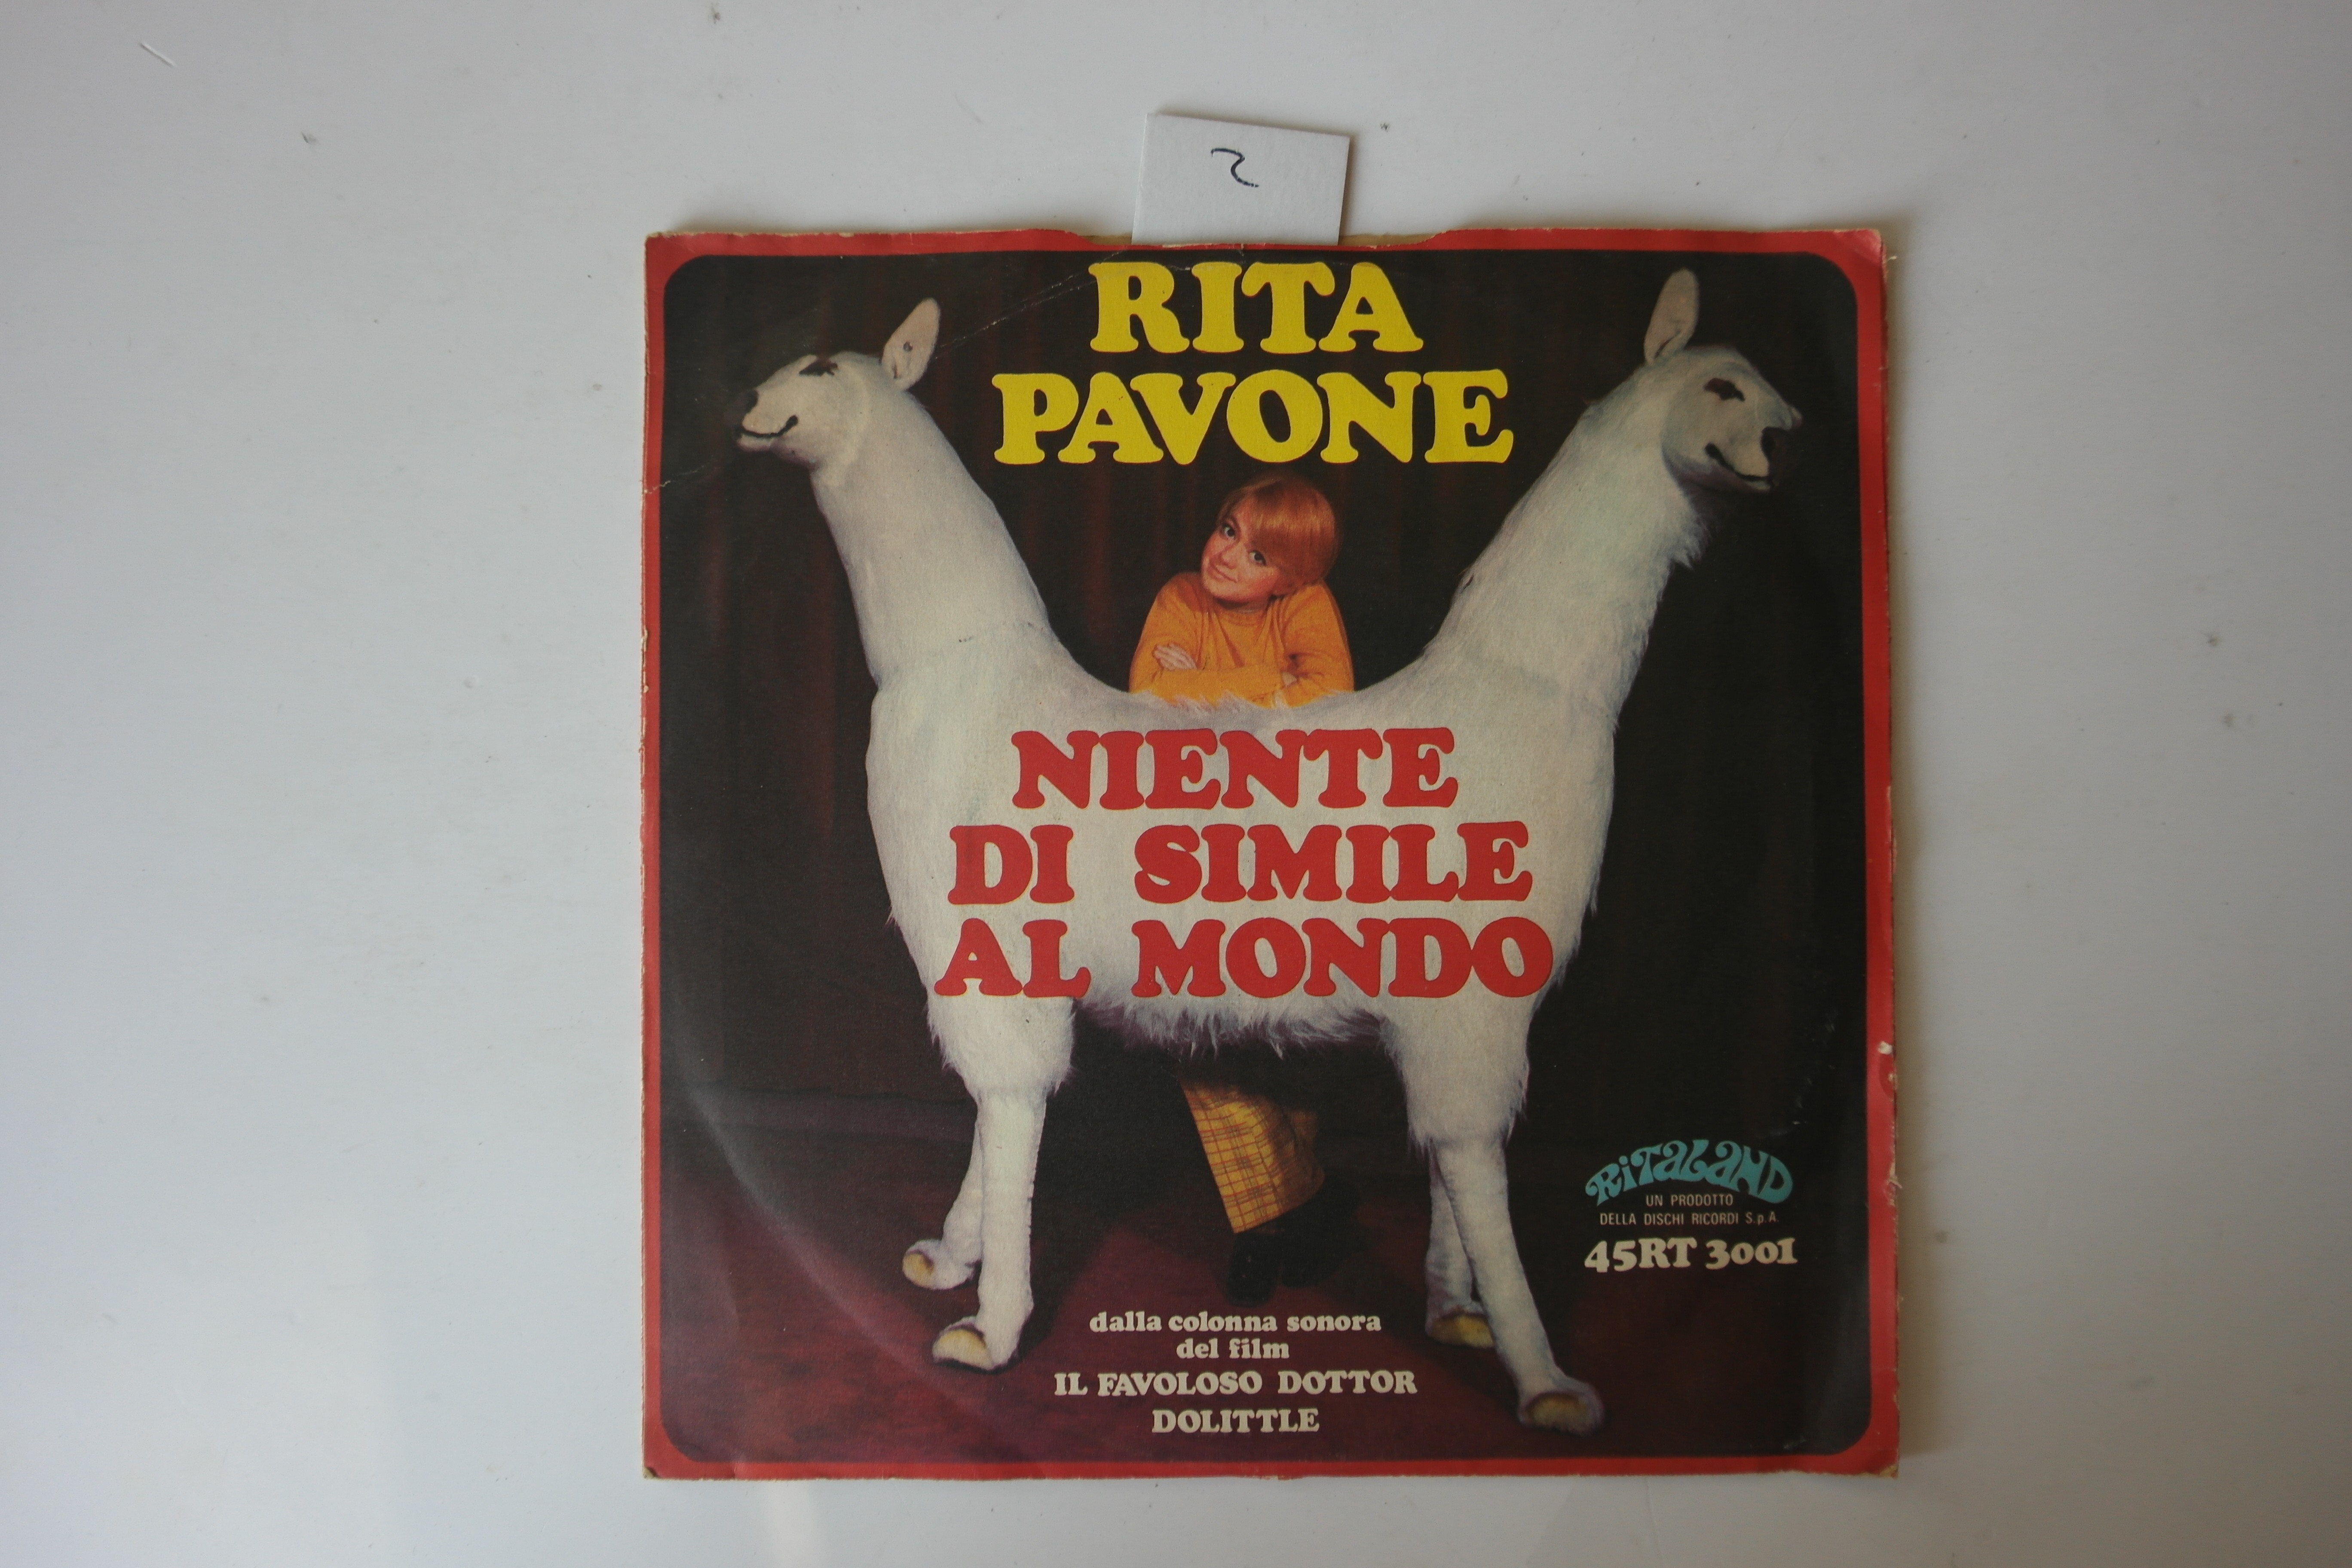 2
RITA
PAVONE
NIENTE
DI SIMILE
AL MONDO
RITALAND
UN PRODOTTO
DELLA DISCHI RICORDI S.p.A.
45RT 3001
dalla colonna sonora
del film
IL FAVOLOSO DOTTOR
DOLITTLE